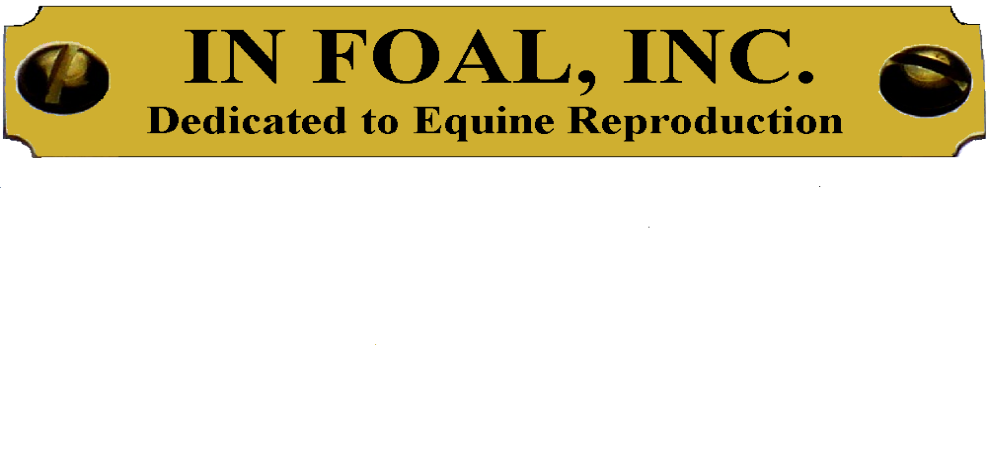 IN FOAL, INC.
Dedicated to Equine Reproduction